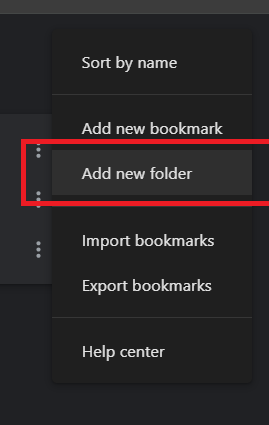 Sort by name
Add new bookmark
Add new folder
Import bookmarks
Export bookmarks
Help center